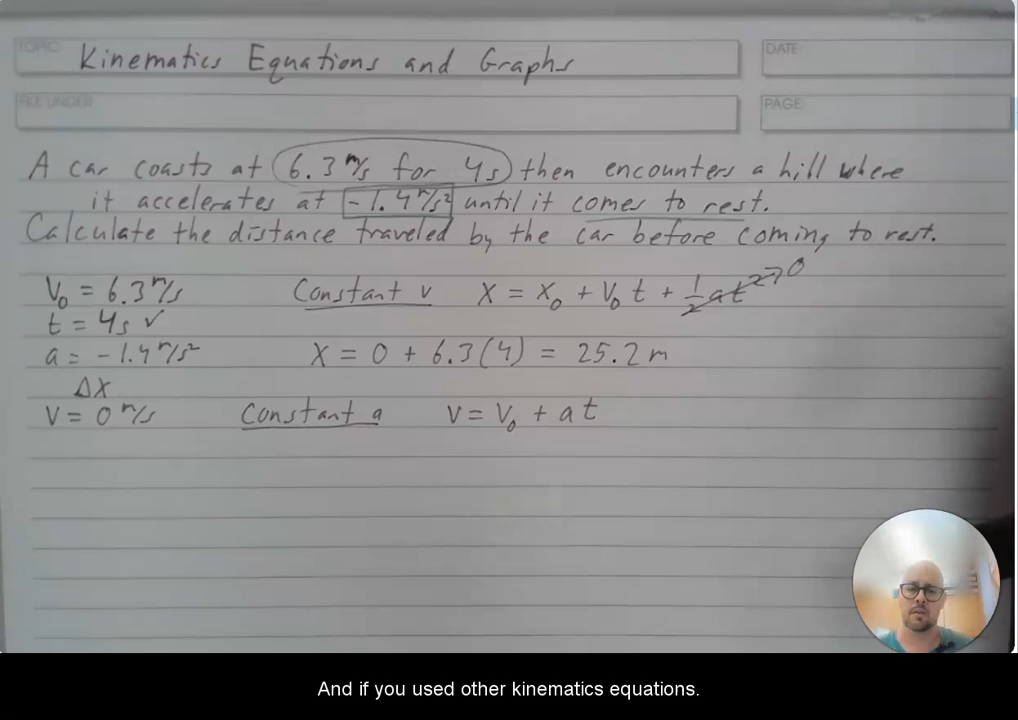 TOPIC: Kinematics Equations and Graphs DATE:
FILE UNDER: PAGE:
A car coasts at 6.3 m/s for 4s then encounters a hill where
it accelerates at -1.4 m/s² until it comes to rest.
Calculate the distance traveled by the car before coming to rest.
V₀ = 6.3 m/s Constant v X = X₀ + V₀ t + ½ at² → 0
t = 4s ✓
a = -1.4 m/s² X = 0 + 6.3(4) = 25.2 m
ΔX
V = 0 m/s Constant a V = V₀ + at
And if you used other kinematics equations.